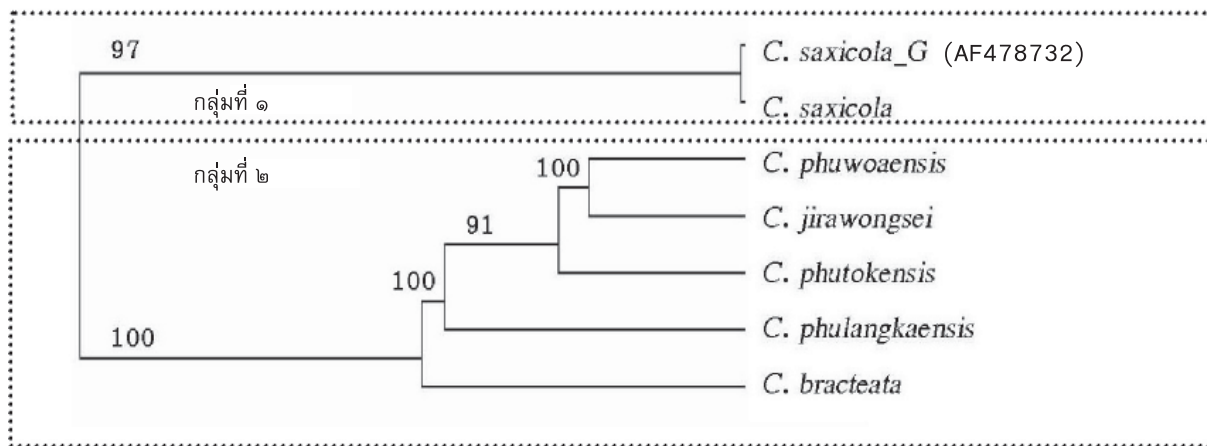 97
C. saxicola_G (AF478732)
กลุ่มที่ ๑
C. saxicola
กลุ่มที่ ๒
100
C. phuwoaensis
C. jirawongsei
91
C. phutokensis
100
C. phulangkaensis
100
C. bracteata